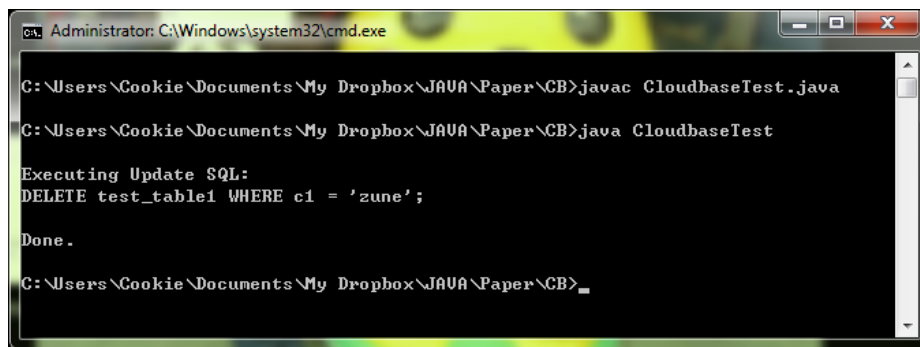 Administrator: C:\Windows\system32\cmd.exe
C:\Users\Cookie\Documents\My Dropbox\JAVA\Paper\CB>javac CloudbaseTest.java
C:\Users\Cookie\Documents\My Dropbox\JAVA\Paper\CB>java CloudbaseTest
Executing Update SQL:
DELETE test_table1 WHERE c1 = 'zune';
Done.
C:\Users\Cookie\Documents\My Dropbox\JAVA\Paper\CB>_